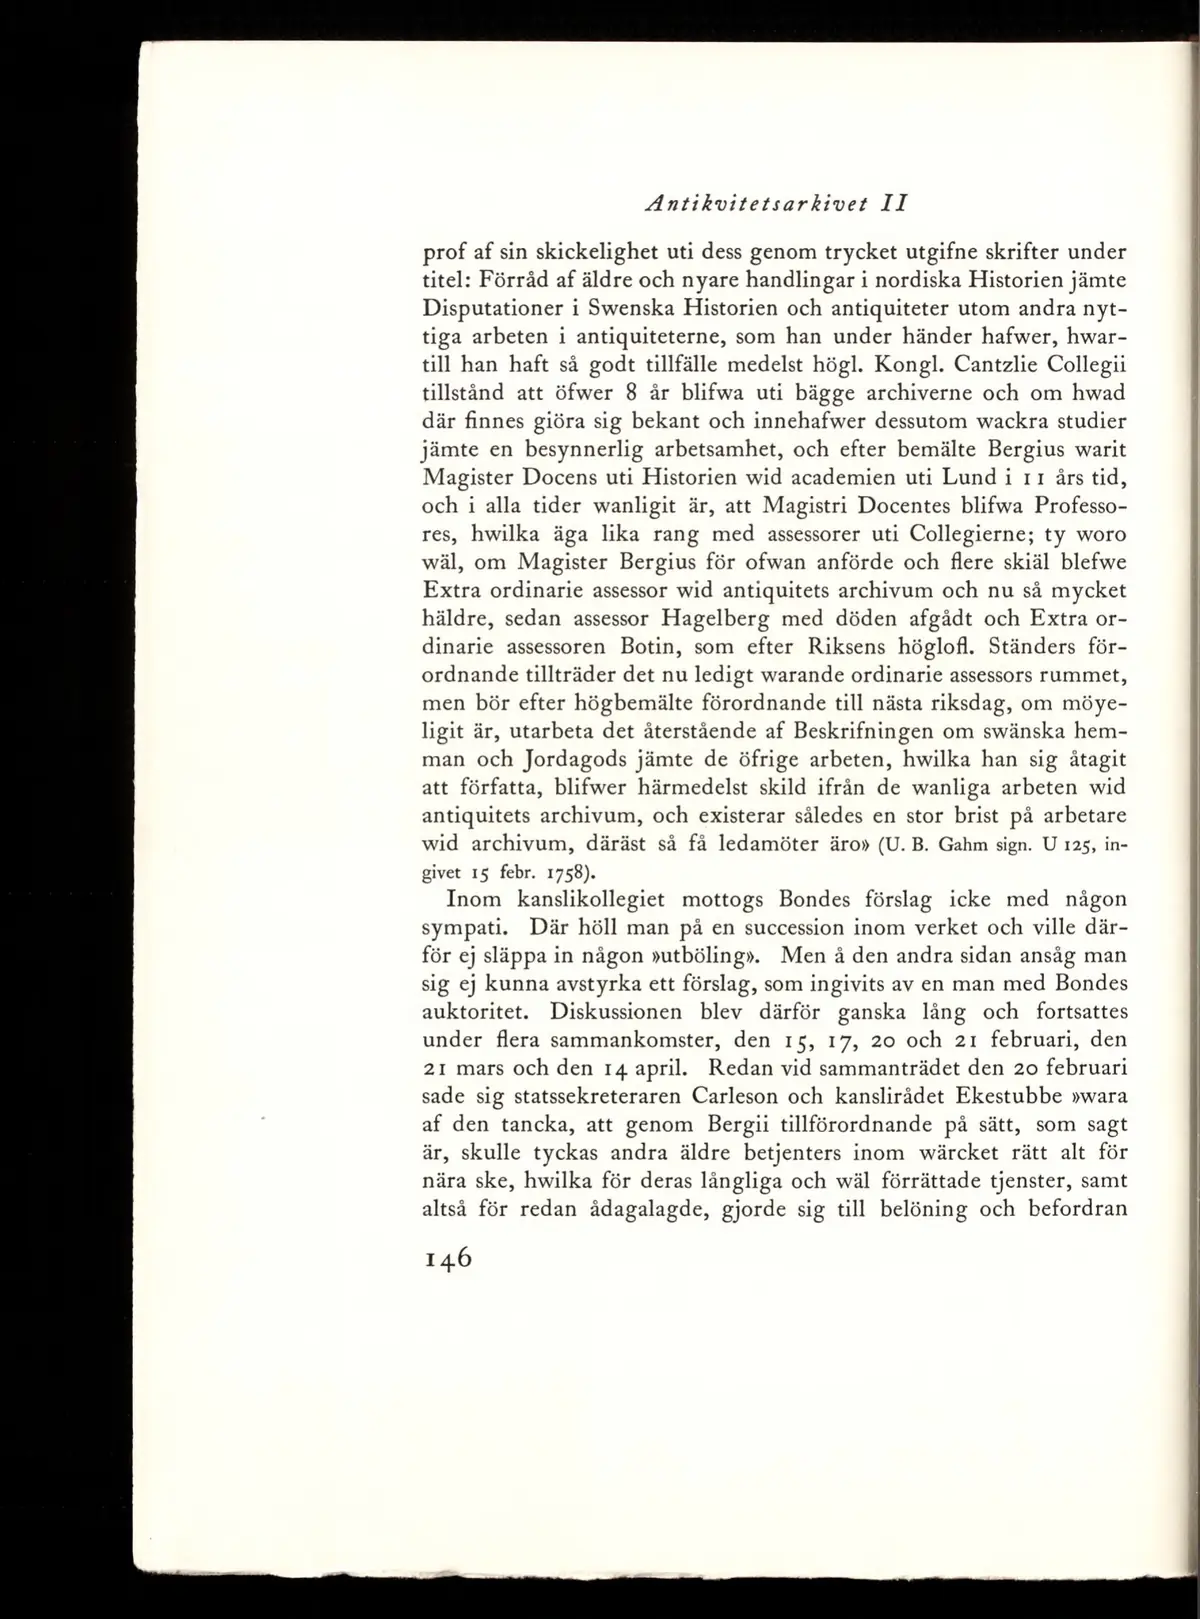 Antikvitetsarkivet II
prof af sin skickelighet uti dess genom trycket utgifne skrifter under
titel: Förråd af äldre och nyare handlingar i nordiska Historien jämte
Disputationer i Swenska Historien och antiquiteter utom andra nyt-
tiga arbeten i antiquiteterne, som han under händer hafwer, hwar-
till han haft så godt tillfälle medelst högl. Kongl. Cantzlie Collegii
tillstånd att öfwer 8 år blifwa uti bägge archiverne och om hwad
där finnes giöra sig bekant och innehafwer dessutom wackra studier
jämte en besynnerlig arbetsamhet, och efter bemälte Bergius warit
Magister Docens uti Historien wid academien uti Lund i 11 års tid,
och i alla tider wanligit är, att Magistri Docentes blifwa Professo-
res, hwilka äga lika rang med assessorer uti Collegierne; ty woro
wäl, om Magister Bergius för ofwan anförde och flere skiäl blefwe
Extra ordinarie assessor wid antiquitets archivum och nu så mycket
häldre, sedan assessor Hagelberg med döden afgådt och Extra or-
dinarie assessoren Botin, som efter Riksens höglofl. Ständers för-
ordnande tillträder det nu ledigt warande ordinarie assessors rummet,
men bör efter högbemälte förordnande till nästa riksdag, om möye-
ligit är, utarbeta det återstående af Beskrifningen om swänska hem-
man och Jordagods jämte de öfrige arbeten, hwilka han sig åtagit
att författa, blifwer härmedelst skild ifrån de wanliga arbeten wid
antiquitets archivum, och existerar således en stor brist på arbetare
wid archivum, däräst så få ledamöter äro» (U. B. Gahm sign. U 125, in-
givet 15 febr. 1758).
Inom kanslikollegiet mottogs Bondes förslag icke med någon
sympati. Där höll man på en succession inom verket och ville där-
för ej släppa in någon »utböling». Men å den andra sidan ansåg man
sig ej kunna avstyrka ett förslag, som ingivits av en man med Bondes
auktoritet. Diskussionen blev därför ganska lång och fortsattes
under flera sammankomster, den 15, 17, 20 och 21 februari, den
21 mars och den 14 april. Redan vid sammanträdet den 20 februari
sade sig statssekreteraren Carleson och kanslirådet Ekestubbe »wara
af den tancka, att genom Bergii tillförordnande på sätt, som sagt
är, skulle tyckas andra äldre betjenters inom wärcket rätt alt för
nära ske, hwilka för deras långliga och wäl förrättade tjenster, samt
altså för redan ådagalagde, gjorde sig till belöning och befordran
146